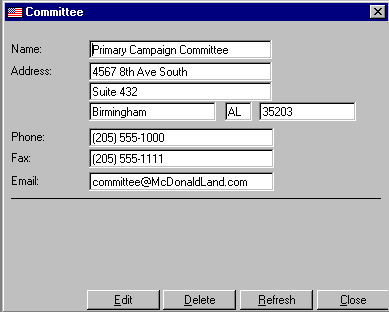 Committee
Name: Primary Campaign Committee
Address: 4567 8th Ave South
Suite 432
Birmingham AL 35203
Phone: (205) 555-1000
Fax: (205) 555-1111
Email: committee@McDonaldLand.com
Edit Delete Refresh Close